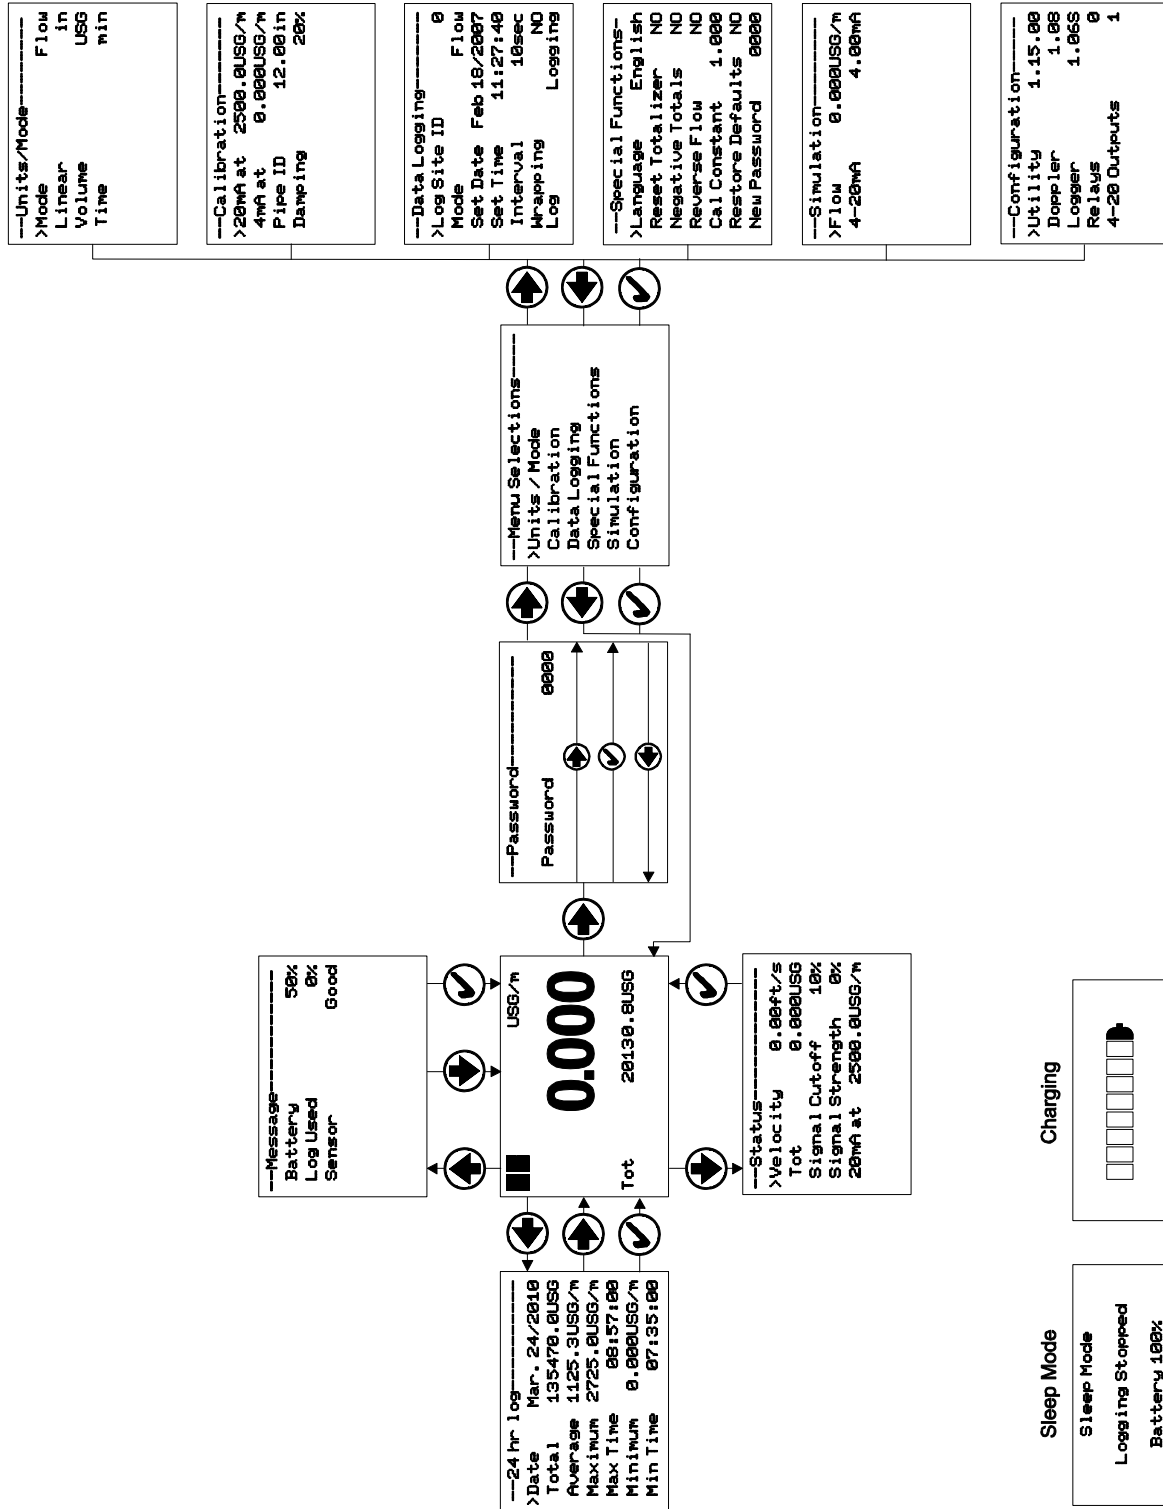 --Units/Mode---------
>Mode Flow
Linear in
Volume USG
Time min
--Calibration--------
>20mA at 2500.0USG/m
4mA at 0.000USG/m
Pipe ID 12.00in
Damping 20%
--Data Logging-------
>Log Site ID 0
Mode Flow
Set Date Feb 18/2007
Set Time 11:27:40
Interval 10sec
Wrapping NO
Log Logging
--Special Functions-
>Language English
Reset Totalizer NO
Negative Totals NO
Reverse Flow NO
Cal Constant 1.000
Restore Defaults NO
New Password 0000
--Simulation--------
>Flow 0.000USG/m
4-20mA 4.00mA
--Configuration-----
>Utility 1.15.00
Doppler 1.08
Logger 1.06S
Relays 0
4-20 Outputs 1
--Menu Selections-----
>Units / Mode
Calibration
Data Logging
Special Functions
Simulation
Configuration
--Password-----------
Password 0000
--Message------------
Battery 50%
Log Used 0%
Sensor Good
USG/m
0.000
Tot 20130.8USG
--Status-------------
>Velocity 0.00ft/s
Tot 0.000USG
Signal Cutoff 10%
Signal Strength 0%
20mA at 2500.0USG/m
--24 hr log-----------
>Date Mar. 24/2010
Total 135470.0USG
Average 1125.3USG/m
Maximum 2725.0USG/m
Max Time 08:57:00
Minimum 0.000USG/m
Min Time 07:35:00
Charging
Sleep Mode
Sleep Mode
Logging Stopped
Battery 100%